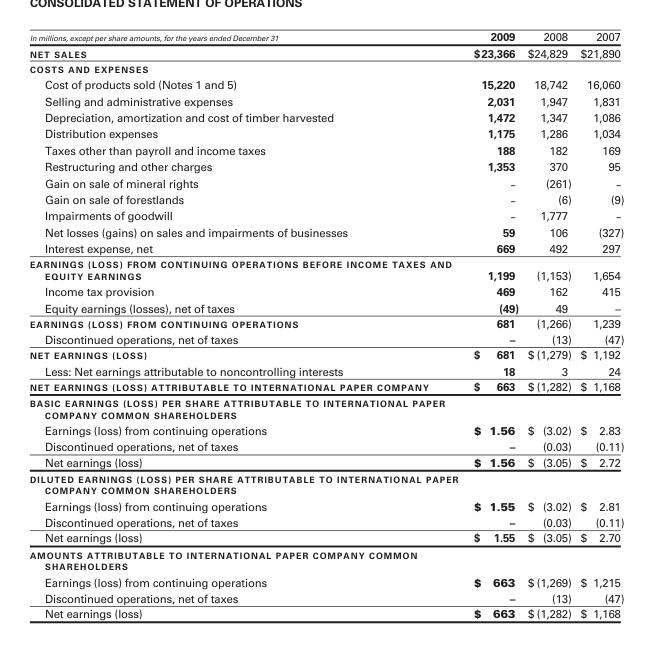 CONSOLIDATED STATEMENT OF OPERATIONS
In millions, except per share amounts, for the years ended December 31 2009 2008 2007
NET SALES $23,366 $24,829 $21,890
COSTS AND EXPENSES
Cost of products sold (Notes 1 and 5) 15,220 18,742 16,060
Selling and administrative expenses 2,031 1,947 1,831
Depreciation, amortization and cost of timber harvested 1,472 1,347 1,086
Distribution expenses 1,175 1,286 1,034
Taxes other than payroll and income taxes 188 182 169
Restructuring and other charges 1,353 370 95
Gain on sale of mineral rights – (261) –
Gain on sale of forestlands – (6) (9)
Impairments of goodwill – 1,777 –
Net losses (gains) on sales and impairments of businesses 59 106 (327)
Interest expense, net 669 492 297
EARNINGS (LOSS) FROM CONTINUING OPERATIONS BEFORE INCOME TAXES AND
EQUITY EARNINGS 1,199 (1,153) 1,654
Income tax provision 469 162 415
Equity earnings (losses), net of taxes (49) 49 –
EARNINGS (LOSS) FROM CONTINUING OPERATIONS 681 (1,266) 1,239
Discontinued operations, net of taxes – (13) (47)
NET EARNINGS (LOSS) $ 681 $ (1,279) $ 1,192
Less: Net earnings attributable to noncontrolling interests 18 3 24
NET EARNINGS (LOSS) ATTRIBUTABLE TO INTERNATIONAL PAPER COMPANY $ 663 $ (1,282) $ 1,168
BASIC EARNINGS (LOSS) PER SHARE ATTRIBUTABLE TO INTERNATIONAL PAPER
COMPANY COMMON SHAREHOLDERS
Earnings (loss) from continuing operations $ 1.56 $ (3.02) $ 2.83
Discontinued operations, net of taxes – (0.03) (0.11)
Net earnings (loss) $ 1.56 $ (3.05) $ 2.72
DILUTED EARNINGS (LOSS) PER SHARE ATTRIBUTABLE TO INTERNATIONAL PAPER
COMPANY COMMON SHAREHOLDERS
Earnings (loss) from continuing operations $ 1.55 $ (3.02) $ 2.81
Discontinued operations, net of taxes – (0.03) (0.11)
Net earnings (loss) $ 1.55 $ (3.05) $ 2.70
AMOUNTS ATTRIBUTABLE TO INTERNATIONAL PAPER COMPANY COMMON
SHAREHOLDERS
Earnings (loss) from continuing operations $ 663 $ (1,269) $ 1,215
Discontinued operations, net of taxes – (13) (47)
Net earnings (loss) $ 663 $ (1,282) $ 1,168